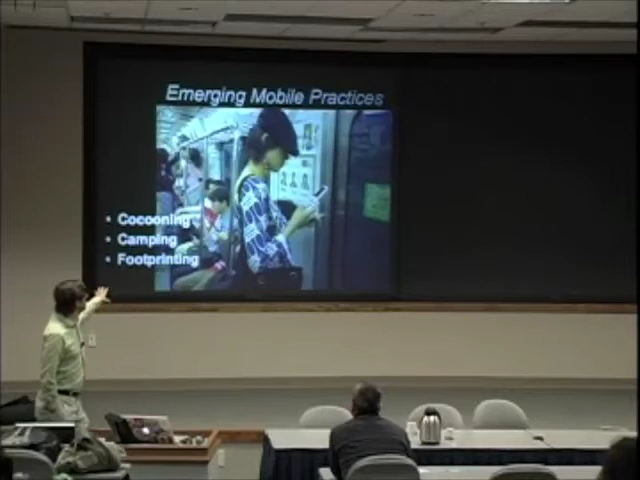 Emerging Mobile Practices
• Cocooning
• Camping
• Footprinting